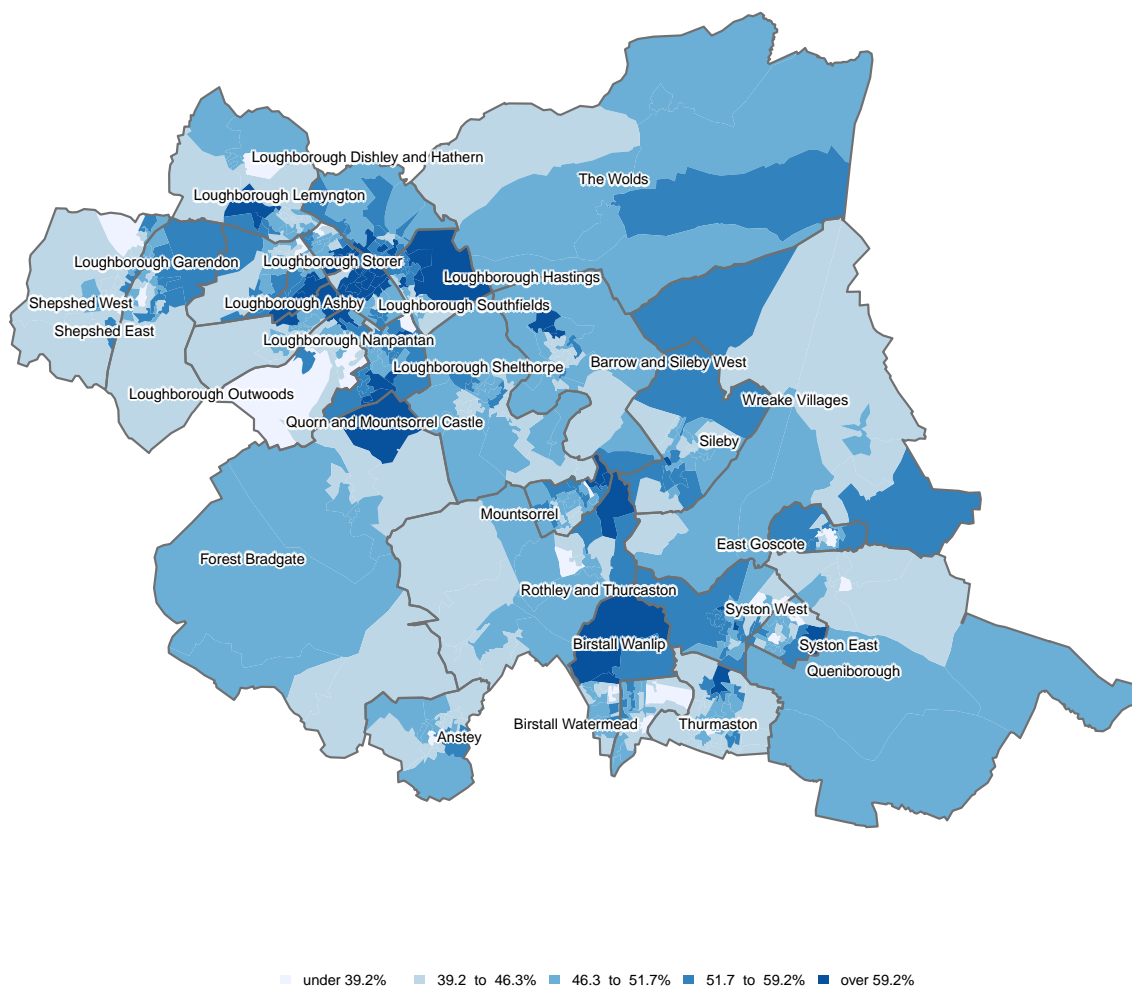 Loughborough Dishley and Hathern
The Wolds
Loughborough Lemyngton
Loughborough Garendon
Loughborough Storer
Loughborough Hastings
Shepshed West
Loughborough Ashby
Loughborough Southfields
Shepshed East
Loughborough Nanpantan
Barrow and Sileby West
Loughborough Shelthorpe
Loughborough Outwoods
Wreake Villages
Quorn and Mountsorrel Castle
Sileby
Mountsorrel
East Goscote
Forest Bradgate
Rothley and Thurcaston
Syston West
Birstall Wanlip
Syston East
Queniborough
Birstall Watermead
Thurmaston
Anstey
under 39.2% 39.2 to 46.3% 46.3 to 51.7% 51.7 to 59.2% over 59.2%